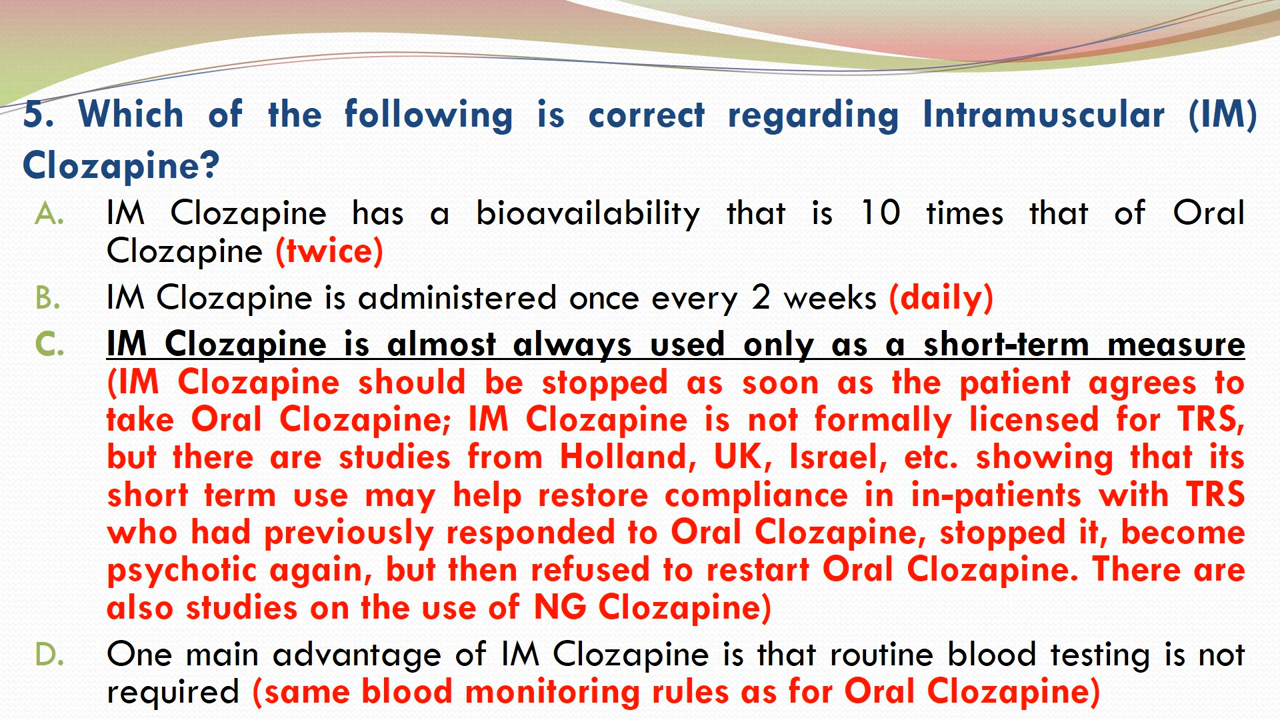 5. Which of the following is correct regarding Intramuscular (IM)
Clozapine?
A. IM Clozapine has a bioavailability that is 10 times that of Oral
Clozapine (twice)
B. IM Clozapine is administered once every 2 weeks (daily)
C. IM Clozapine is almost always used only as a short-term measure
(IM Clozapine should be stopped as soon as the patient agrees to
take Oral Clozapine; IM Clozapine is not formally licensed for TRS,
but there are studies from Holland, UK, Israel, etc. showing that its
short term use may help restore compliance in in-patients with TRS
who had previously responded to Oral Clozapine, stopped it, become
psychotic again, but then refused to restart Oral Clozapine. There are
also studies on the use of NG Clozapine)
D. One main advantage of IM Clozapine is that routine blood testing is not
required (same blood monitoring rules as for Oral Clozapine)